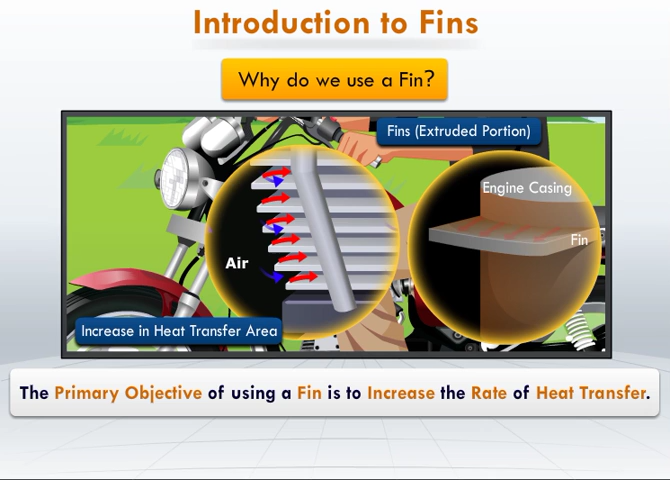 Introduction to Fins
Why do we use a Fin?
Fins (Extruded Portion)
Engine Casing
Fin
Air
Increase in Heat Transfer Area
The Primary Objective of using a Fin is to Increase the Rate of Heat Transfer.